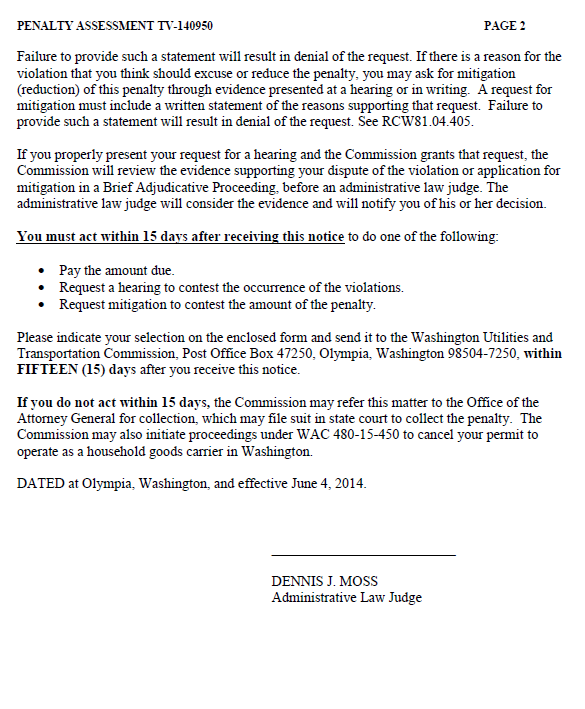 PENALTY ASSESSMENT TV-140950 PAGE 2
Failure to provide such a statement will result in denial of the request. If there is a reason for the
violation that you think should excuse or reduce the penalty, you may ask for mitigation
(reduction) of this penalty through evidence presented at a hearing or in writing.  A request for
mitigation must include a written statement of the reasons supporting that request.  Failure to
provide such a statement will result in denial of the request. See RCW81.04.405.
If you properly present your request for a hearing and the Commission grants that request, the
Commission will review the evidence supporting your dispute of the violation or application for
mitigation in a Brief Adjudicative Proceeding, before an administrative law judge. The
administrative law judge will consider the evidence and will notify you of his or her decision.
You must act within 15 days after receiving this notice to do one of the following:
• Pay the amount due.
• Request a hearing to contest the occurrence of the violations.
• Request mitigation to contest the amount of the penalty.
Please indicate your selection on the enclosed form and send it to the Washington Utilities and
Transportation Commission, Post Office Box 47250, Olympia, Washington 98504-7250, within
FIFTEEN (15) days after you receive this notice.
If you do not act within 15 days, the Commission may refer this matter to the Office of the
Attorney General for collection, which may file suit in state court to collect the penalty.  The
Commission may also initiate proceedings under WAC 480-15-450 to cancel your permit to
operate as a household goods carrier in Washington.
DATED at Olympia, Washington, and effective June 4, 2014.
DENNIS J. MOSS
Administrative Law Judge